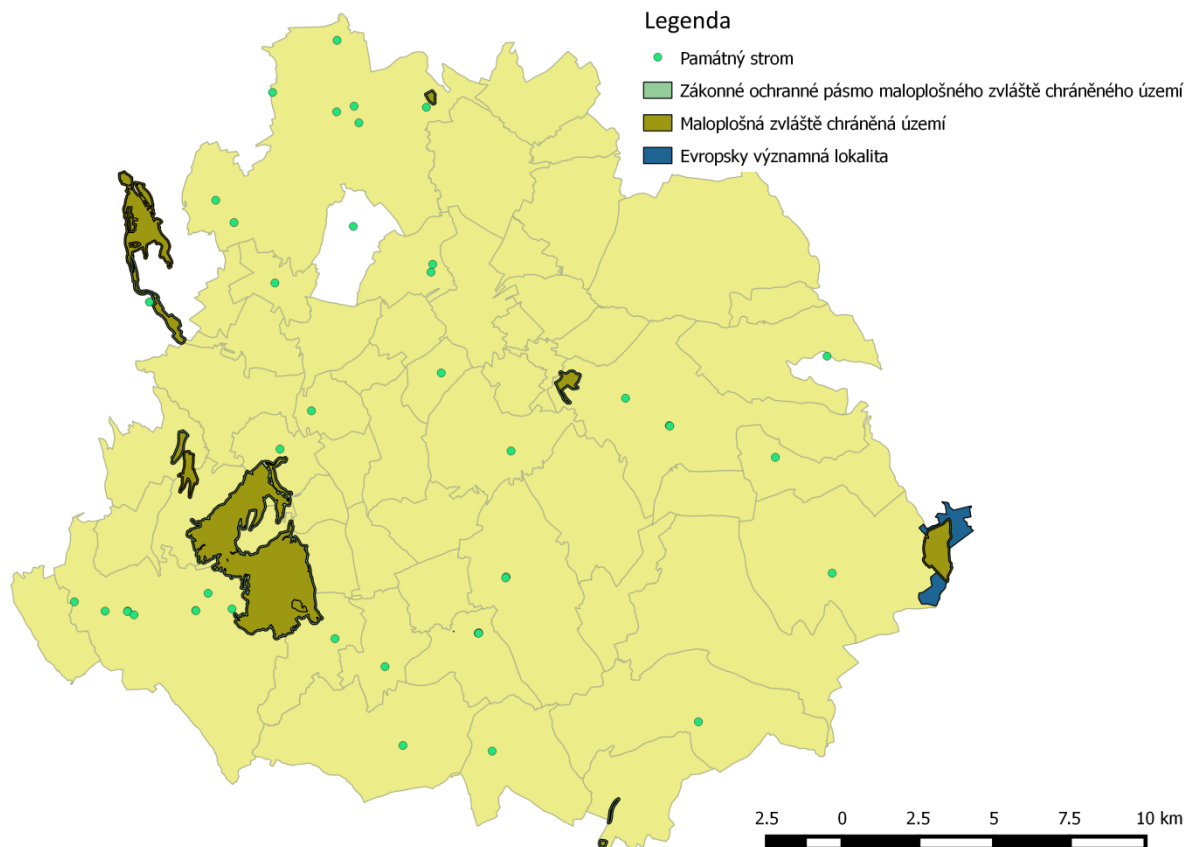 Legenda
Památný strom
Zákonné ochranné pásmo maloplošného zvláště chráněného území
Maloplošná zvláště chráněná území
Evropsky významná lokalita
2.5 0 2.5 5 7.5 10 km